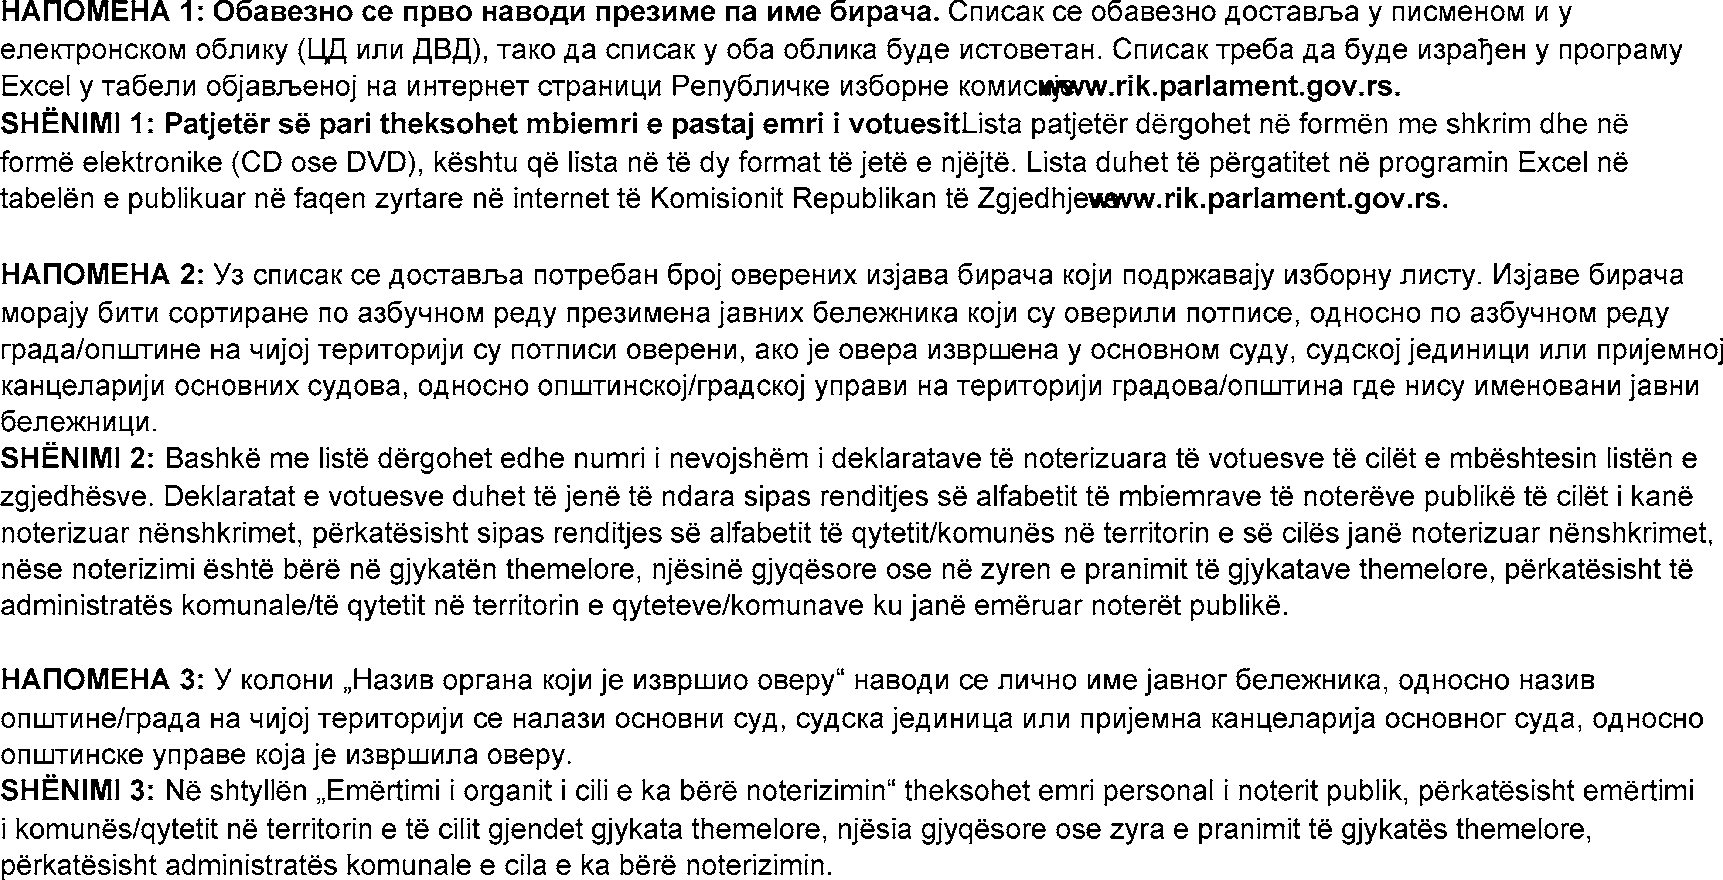 НАПОМЕНА 1: Обавезно се прво наводи презиме па име бирача. Списак се обавезно доставља у писменом и у
електронском облику (ЦД или ДВД), тако да списак у оба облика буде истоветан. Списак треба да буде израђен у програму
Excel у табели објављеној на интернет страници Републичке изборне комисије www.rik.parlament.gov.rs.
SHËNIMI 1: Patjetër së pari theksohet mbiemri e pastaj emri i votuesit. Lista patjetër dërgohet në formën me shkrim dhe në
formë elektronike (CD ose DVD), kështu që lista në të dy format të jetë e njëjtë. Lista duhet të përgatitet në programin Excel në
tabelën e publikuar në faqen zyrtare në internet të Komisionit Republikan të Zgjedhjeve www.rik.parlament.gov.rs.
НАПОМЕНА 2: Уз списак се доставља потребан број оверених изјава бирача који подржавају изборну листу. Изјаве бирача
морају бити сортиране по азбучном реду презимена јавних бележника који су оверили потписе, односно по азбучном реду
града/општине на чијој територији су потписи оверени, ако је овера извршена у основном суду, судској јединици или пријемној
канцеларији основних судова, односно општинској/градској управи на територији градова/општина где нису именовани јавни
бележници.
SHËNIMI 2: Bashkë me listë dërgohet edhe numri i nevojshëm i deklaratave të noterizuara të votuesve të cilët e mbështesin listën e
zgjedhësve. Deklaratat e votuesve duhet të jenë të ndara sipas renditjes së alfabetit të mbiemrave të noterëve publikë të cilët i kanë
noterizuar nënshkrimet, përkatësisht sipas renditjes së alfabetit të qytetit/komunës në territorin e së cilës janë noterizuar nënshkrimet,
nëse noterizimi është bërë në gjykatën themelore, njësinë gjyqësore ose në zyren e pranimit të gjykatave themelore, përkatësisht të
administratës komunale/të qytetit në territorin e qyteteve/komunave ku janë emëruar noterët publikë.
НАПОМЕНА 3: У колони „Назив органа који је извршио оверу“ наводи се лично име јавног бележника, односно назив
општине/града на чијој територији се налази основни суд, судска јединица или пријемна канцеларија основног суда, односно
општинске управе која је извршила оверу.
SHËNIMI 3: Në shtyllën „Emërtimi i organit i cili e ka bërë noterizimin“ theksohet emri personal i noterit publik, përkatësisht emërtimi
i komunës/qytetit në territorin e të cilit gjendet gjykata themelore, njësia gjyqësore ose zyra e pranimit të gjykatës themelore,
përkatësisht administratës komunale e cila e ka bërë noterizimin.